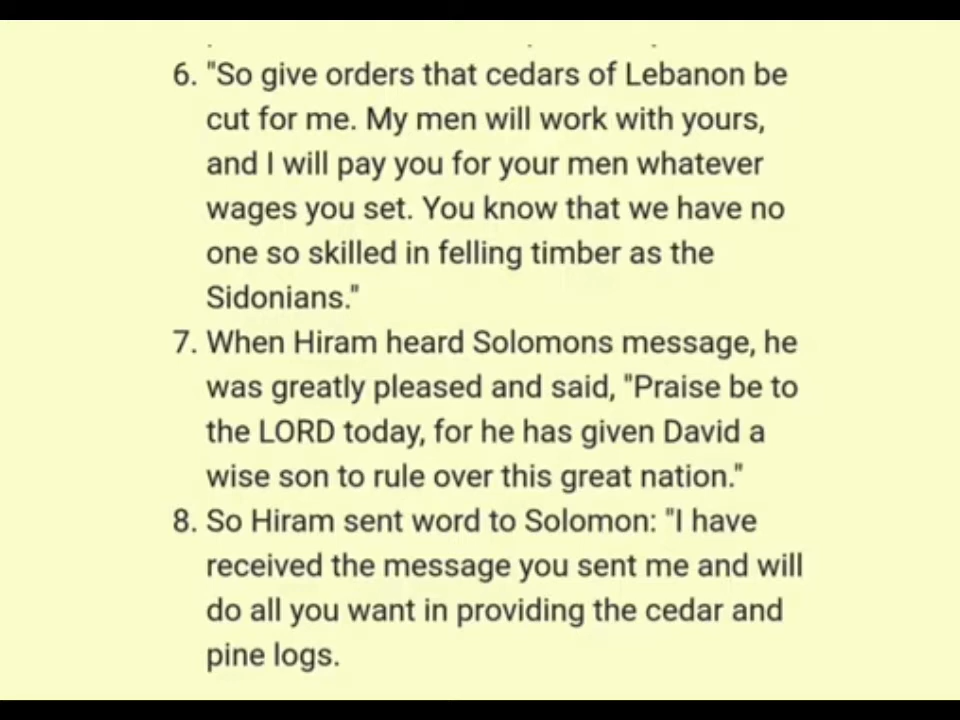 6. "So give orders that cedars of Lebanon be
cut for me. My men will work with yours,
and I will pay you for your men whatever
wages you set. You know that we have no
one so skilled in felling timber as the
Sidonians."
7. When Hiram heard Solomons message, he
was greatly pleased and said, "Praise be to
the LORD today, for he has given David a
wise son to rule over this great nation."
8. So Hiram sent word to Solomon: "I have
received the message you sent me and will
do all you want in providing the cedar and
pine logs.